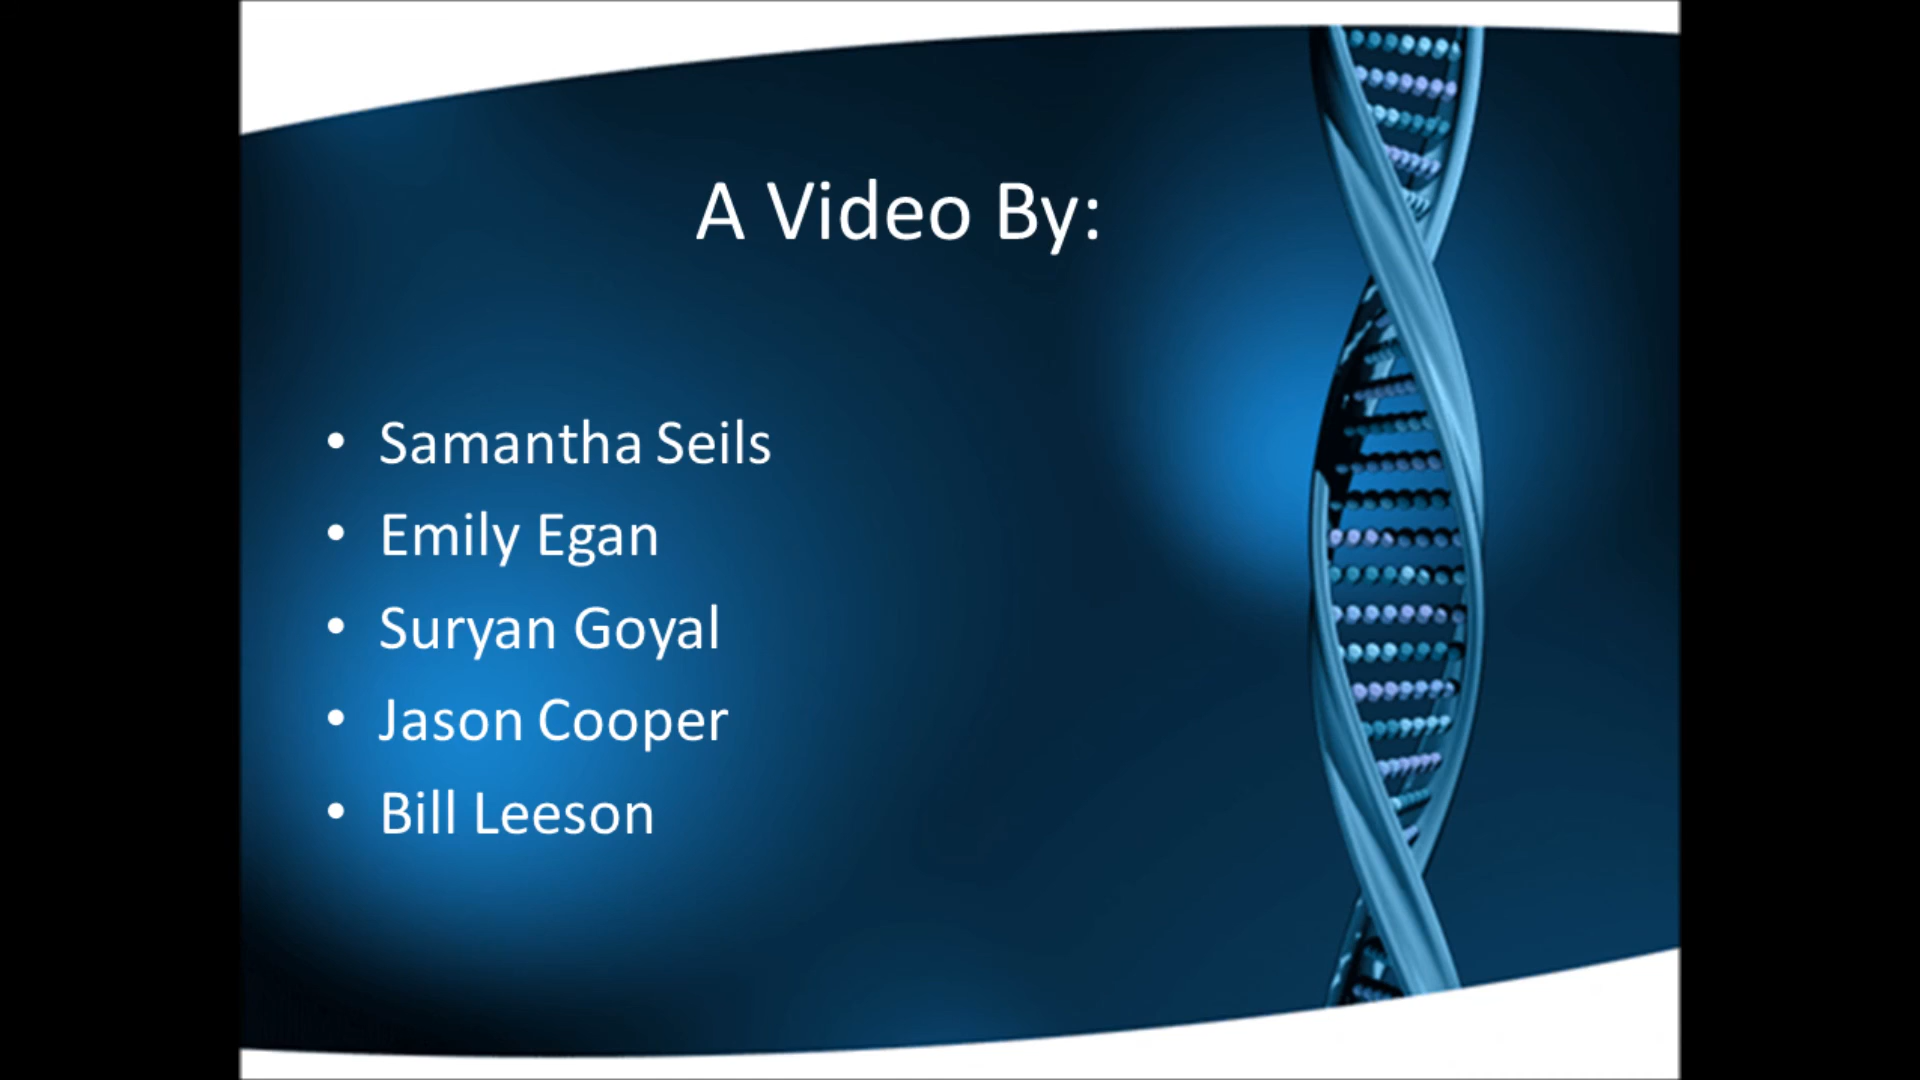 A Video By:
• Samantha Seils
• Emily Egan
• Suryan Goyal
• Jason Cooper
• Bill Leeson